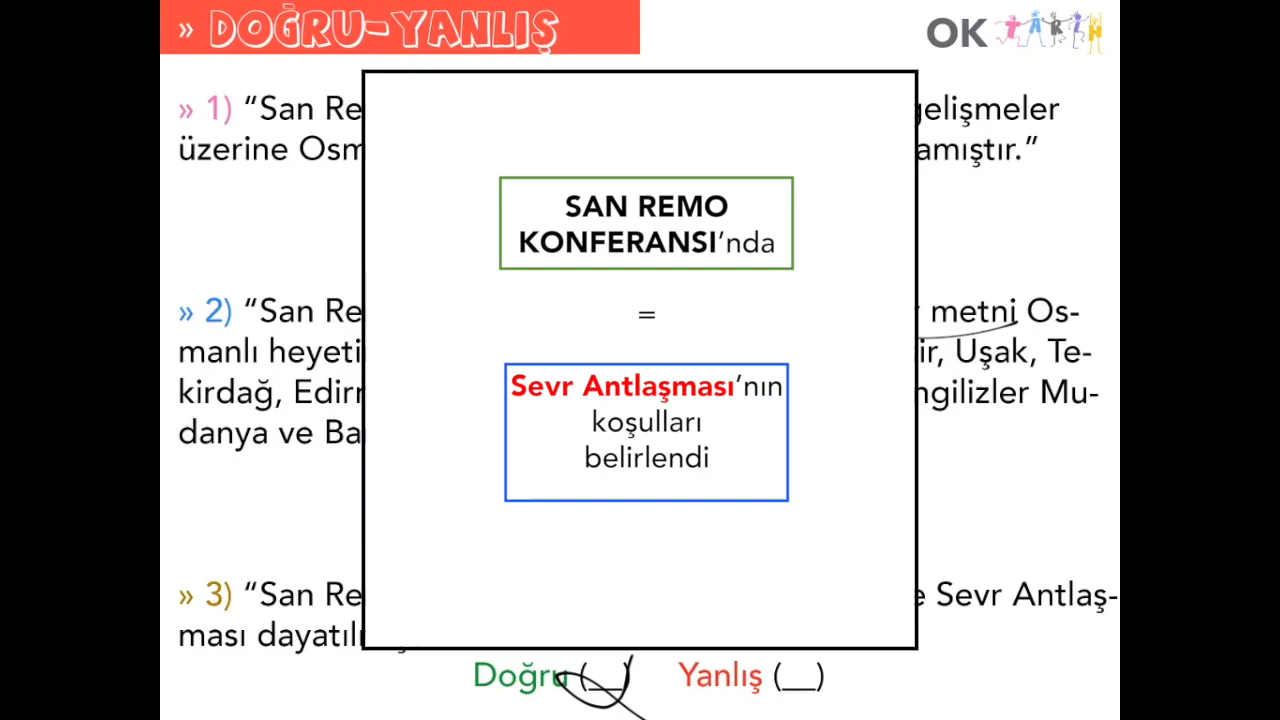 » DOĞRU-YANLIŞ
OK TARİH
» 1) “San Re
gelişmeler
üzerine Osm
amıştır.”
SAN REMO
KONFERANSI’nda
=
» 2) “San Re
metni Os-
manlı heyeti
ir, Uşak, Te-
kirdağ, Edirn
ngilizler Mu-
danya ve Ba
Sevr Antlaşması’nın
koşulları
belirlendi
» 3) “San Re
e Sevr Antlaş-
ması dayatıl
Doğru (__) Yanlış (__)